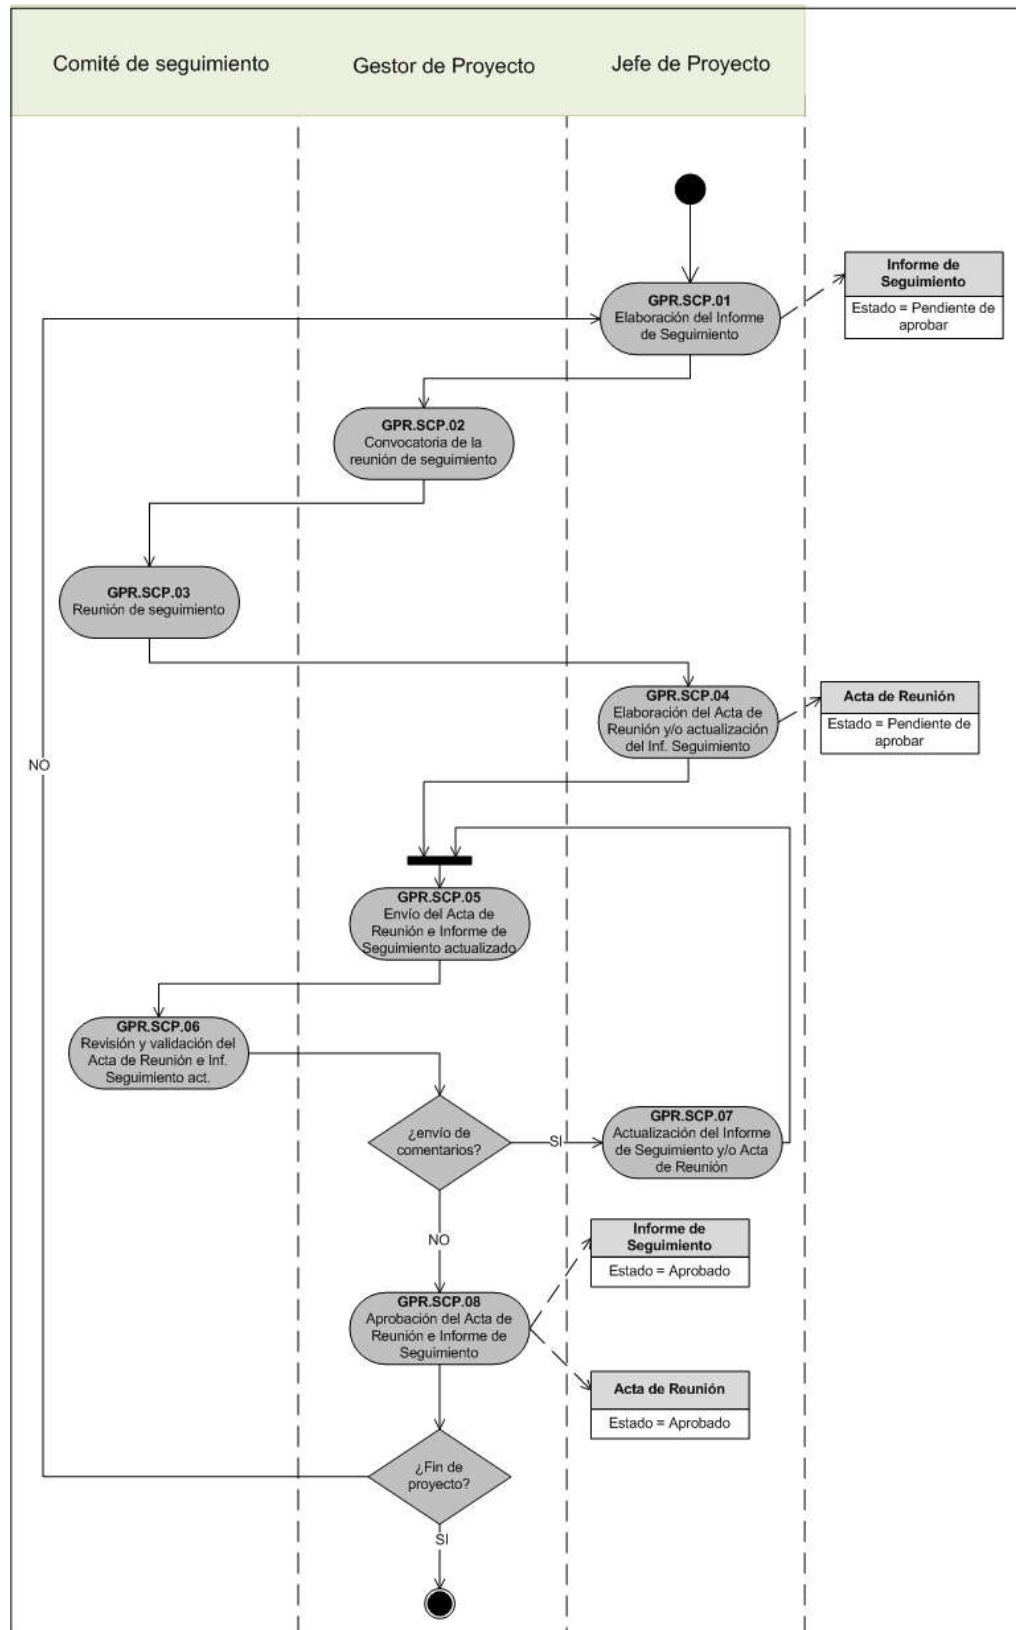 Comité de seguimiento
Gestor de Proyecto
Jefe de Proyecto
GPR.SCP.01
Elaboración del Informe
de Seguimiento
Informe de
Seguimiento
Estado = Pendiente de
aprobar
GPR.SCP.02
Convocatoria de la
reunión de seguimiento
GPR.SCP.03
Reunión de seguimiento
GPR.SCP.04
Elaboración del Acta de
Reunión y/o actualización
del Inf. Seguimiento
Acta de Reunión
Estado = Pendiente de
aprobar
NO
GPR.SCP.05
Envío del Acta de
Reunión e Informe de
Seguimiento actualizado
GPR.SCP.06
Revisión y validación del
Acta de Reunión e Inf.
Seguimiento act.
¿envío de
comentarios?
SI
GPR.SCP.07
Actualización del Informe
de Seguimiento y/o Acta
de Reunión
NO
Informe de
Seguimiento
Estado = Aprobado
GPR.SCP.08
Aprobación del Acta de
Reunión e Informe de
Seguimiento
Acta de Reunión
Estado = Aprobado
¿Fin de
proyecto?
SI